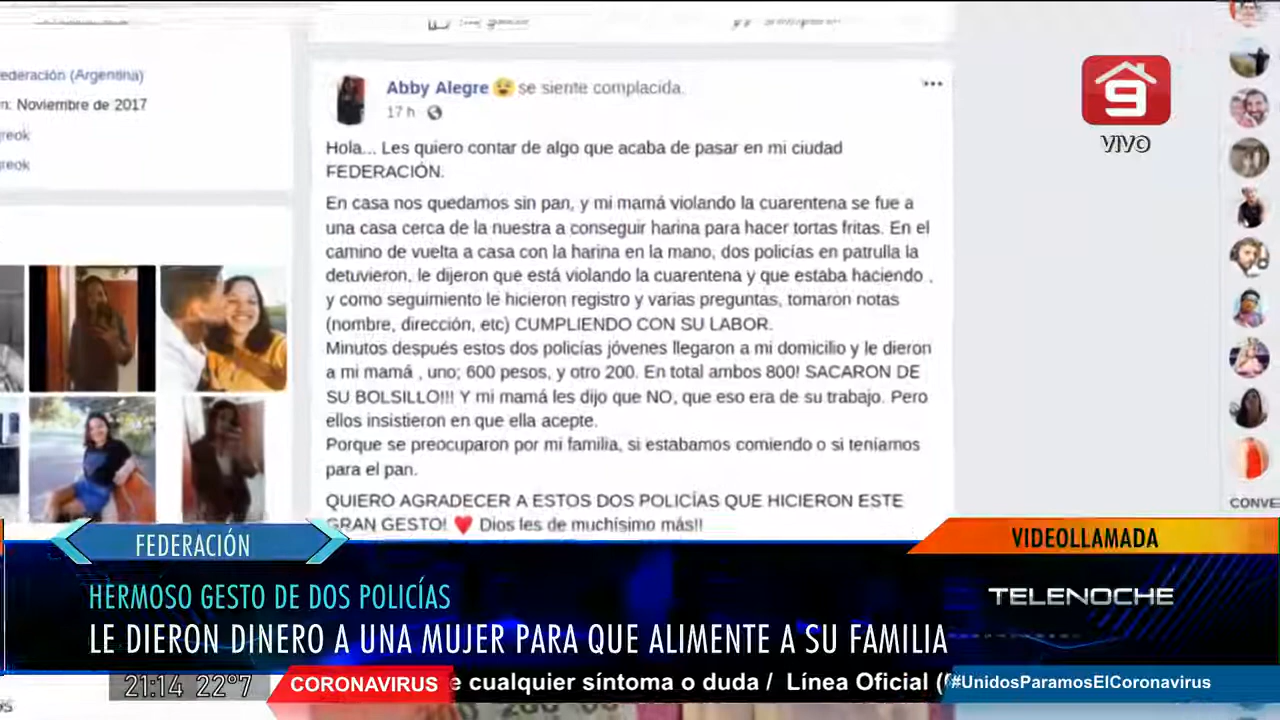 ederación (Argentina)
n: Noviembre de 2017
reok
reok
Abby Alegre se siente complacida.
17 h
Hola... Les quiero contar de algo que acaba de pasar en mi ciudad
FEDERACIÓN.
En casa nos quedamos sin pan, y mi mamá violando la cuarentena se fue a
una casa cerca de la nuestra a conseguir harina para hacer tortas fritas. En el
camino de vuelta a casa con la harina en la mano, dos policías en patrulla la
detuvieron, le dijeron que está violando la cuarentena y que estaba haciendo ,
y como seguimiento le hicieron registro y varias preguntas, tomaron notas
(nombre, dirección, etc) CUMPLIENDO CON SU LABOR.
Minutos después estos dos policías jóvenes llegaron a mi domicilio y le dieron
a mi mamá , uno; 600 pesos, y otro 200. En total ambos 800! SACARON DE
SU BOLSILLO!!! Y mi mamá les dijo que NO, que eso era de su trabajo. Pero
ellos insistieron en que ella acepte.
Porque se preocuparon por mi familia, si estabamos comiendo o si teníamos
para el pan.
QUIERO AGRADECER A ESTOS DOS POLICÍAS QUE HICIERON ESTE
GRAN GESTO! ❤ Dios les de muchísimo más!!
9
VIVO
CONVE
FEDERACIÓN
VIDEOLLAMADA
HERMOSO GESTO DE DOS POLICÍAS
TELENOCHE
LE DIERON DINERO A UNA MUJER PARA QUE ALIMENTE A SU FAMILIA
21:14 22°7
CORONAVIRUS
e cualquier síntoma o duda / Línea Oficial (
#UnidosParamosElCoronavirus